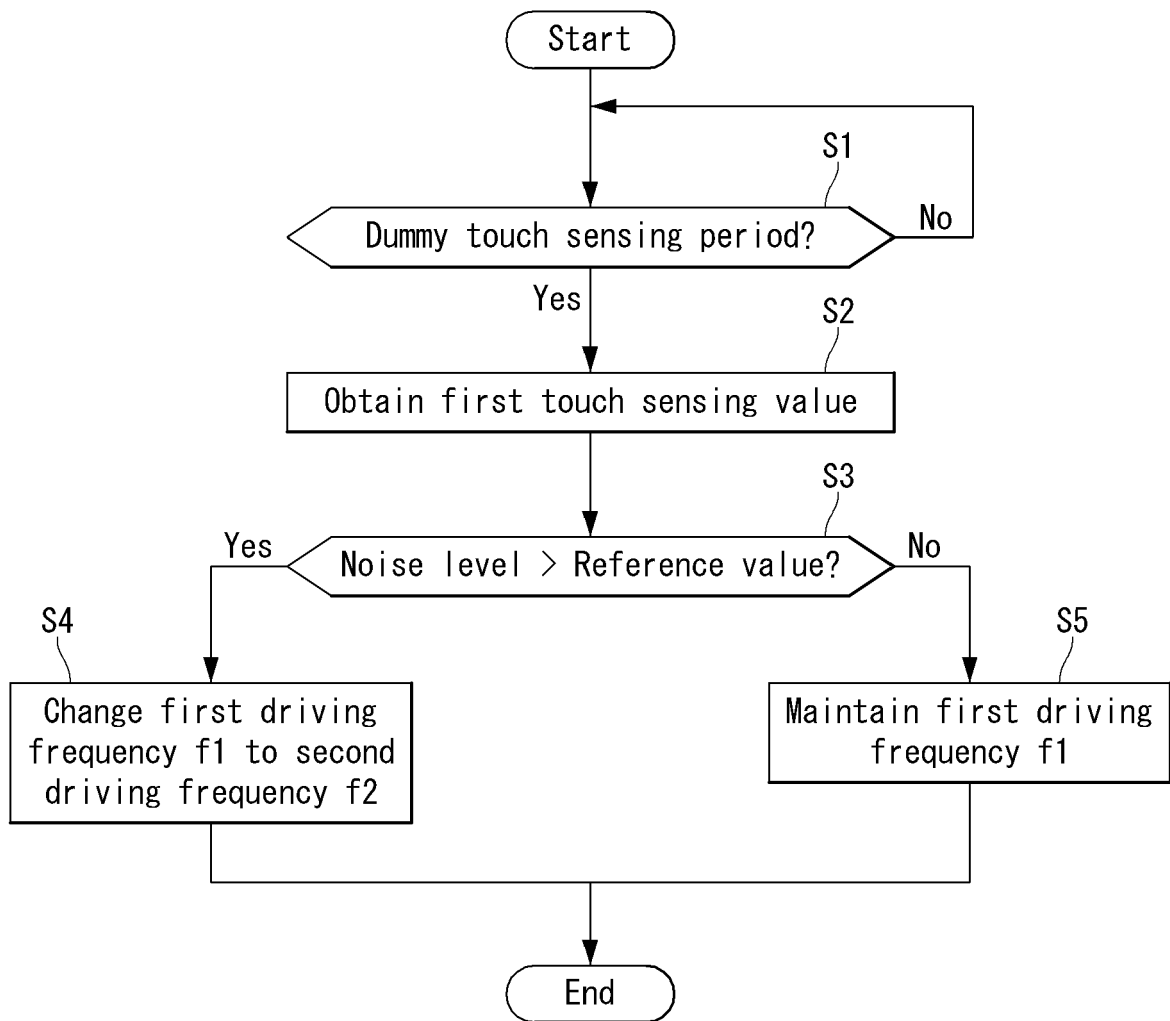 Start
S1
Dummy touch sensing period?
No
Yes
S2
Obtain first touch sensing value
S3
Yes
Noise level > Reference value?
No
S4
S5
Change first driving
frequency f1 to second
driving frequency f2
Maintain first driving
frequency f1
End